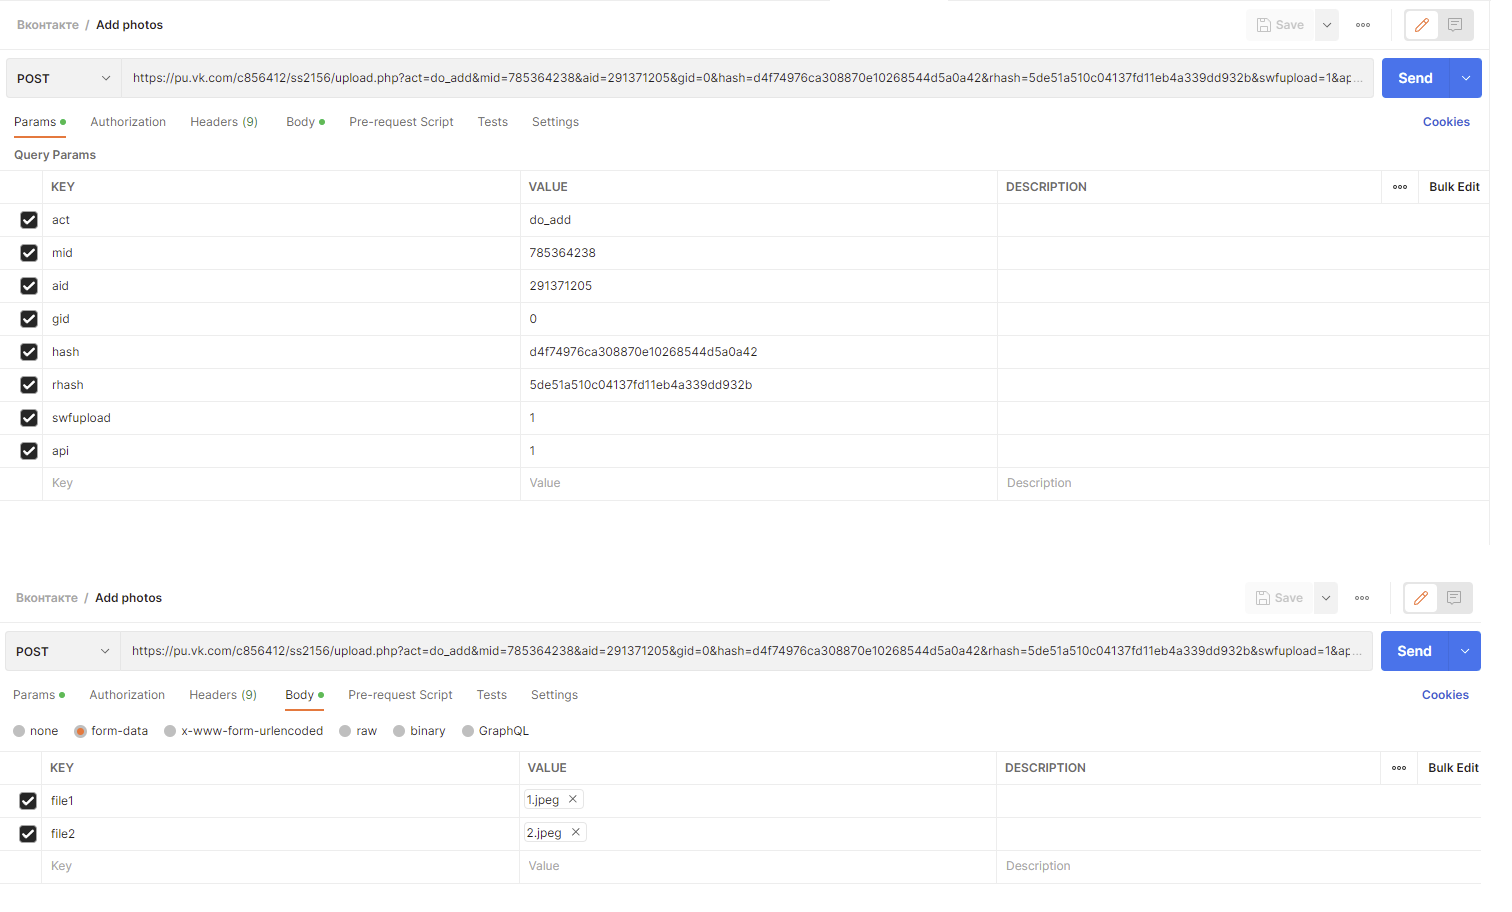 Вконтакте / Add photos Save
POST https://pu.vk.com/c856412/ss2156/upload.php?act=do_add&mid=785364238&aid=291371205&gid=0&hash=d4f74976ca308870e10268544d5a0a42&rhash=5de51a510c04137fd11eb4a339dd932b&swfupload=1&ap... Send
Params Authorization Headers (9) Body Pre-request Script Tests Settings Cookies
Query Params
KEY VALUE DESCRIPTION Bulk Edit
act do_add
mid 785364238
aid 291371205
gid 0
hash d4f74976ca308870e10268544d5a0a42
rhash 5de51a510c04137fd11eb4a339dd932b
swfupload 1
api 1
Key Value Description
Вконтакте / Add photos Save
POST https://pu.vk.com/c856412/ss2156/upload.php?act=do_add&mid=785364238&aid=291371205&gid=0&hash=d4f74976ca308870e10268544d5a0a42&rhash=5de51a510c04137fd11eb4a339dd932b&swfupload=1&ap... Send
Params Authorization Headers (9) Body Pre-request Script Tests Settings Cookies
none form-data x-www-form-urlencoded raw binary GraphQL
KEY VALUE DESCRIPTION Bulk Edit
file1 1.jpeg
file2 2.jpeg
Key Value Description